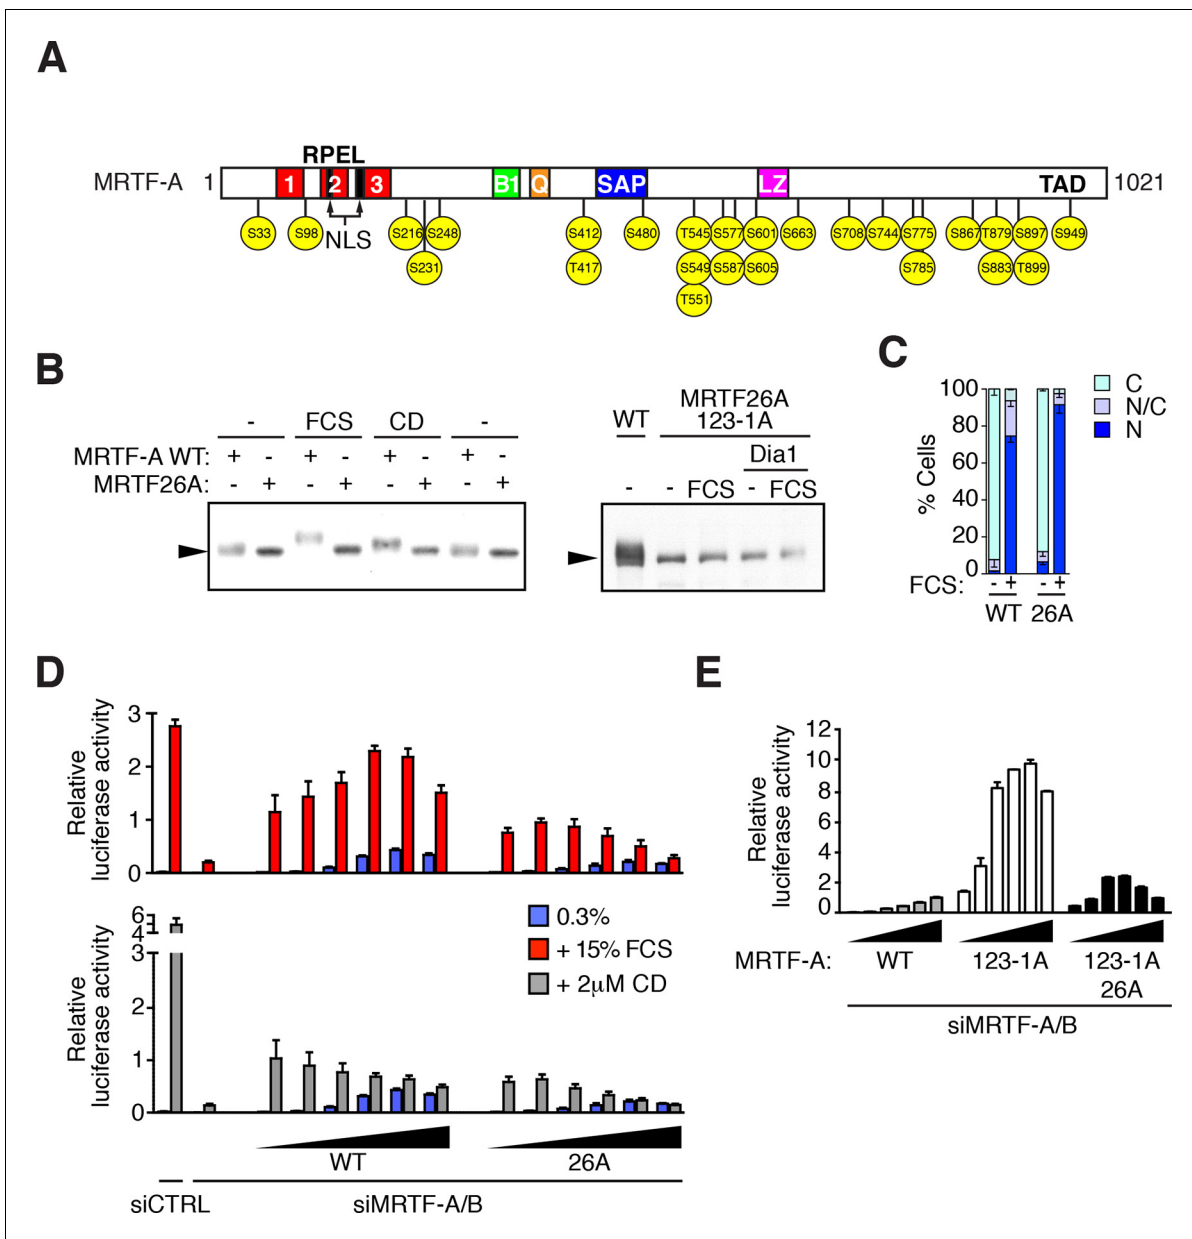 A
RPEL
MRTF-A 1 1 2 3 B1 Q SAP LZ TAD 1021
NLS
S33 S98 S216 S248 S412 S480 T545 S577 S601 S663 S708 S744 S775 S867 T879 S897 S949
S231 T417 S549 S587 S605 S785 S883 T899
T551
B
- FCS CD -
MRTF-A WT: + - + - + - + -
MRTF26A: - + - + - + - +
WT MRTF26A
123-1A
Dia1
- - FCS - FCS
C
C
N/C
N
% Cells
100
80
60
40
20
0
FCS: - + - +
WT 26A
D
Relative
luciferase activity
3
2
1
0
0.3%
+ 15% FCS
+ 2μM CD
Relative
luciferase activity
6
4
3
2
1
0
WT 26A
siCTRL siMRTF-A/B
E
Relative
luciferase activity
12
10
8
6
4
2
0
MRTF-A: WT 123-1A 123-1A
26A
siMRTF-A/B